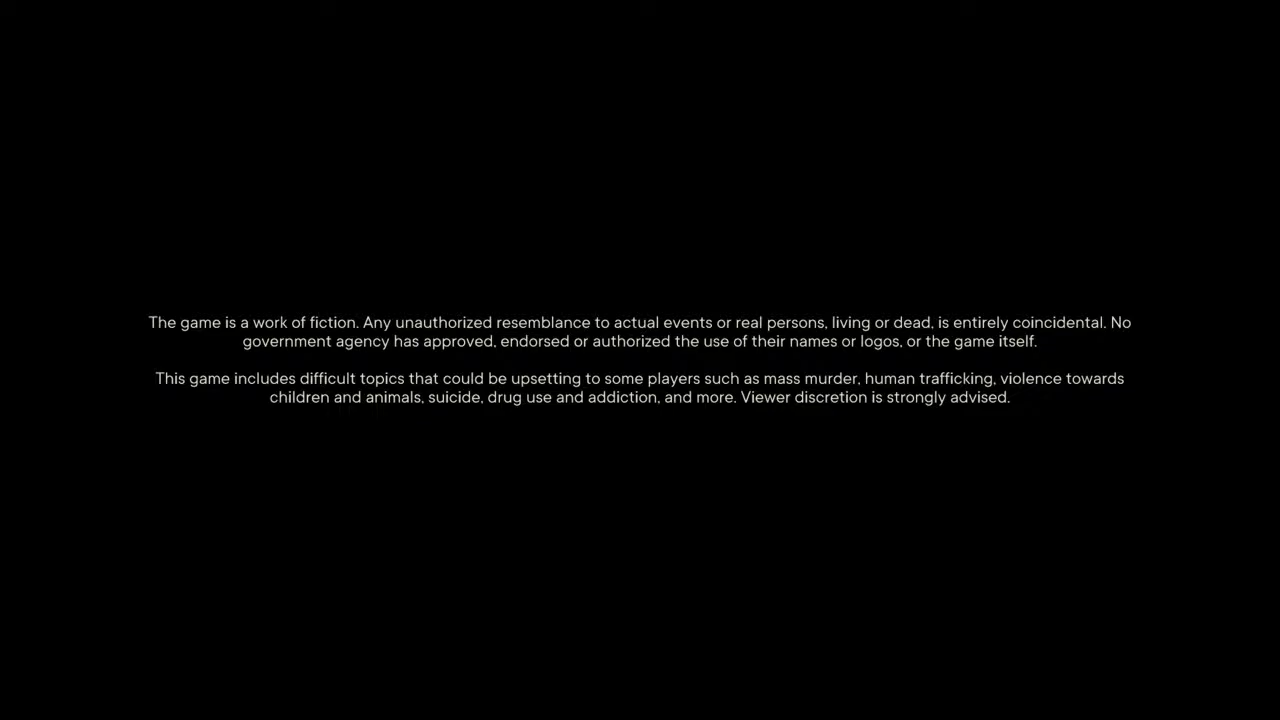 The game is a work of fiction. Any unauthorized resemblance to actual events or real persons, living or dead, is entirely coincidental. No
government agency has approved, endorsed or authorized the use of their names or logos, or the game itself.
This game includes difficult topics that could be upsetting to some players such as mass murder, human trafficking, violence towards
children and animals, suicide, drug use and addiction, and more. Viewer discretion is strongly advised.